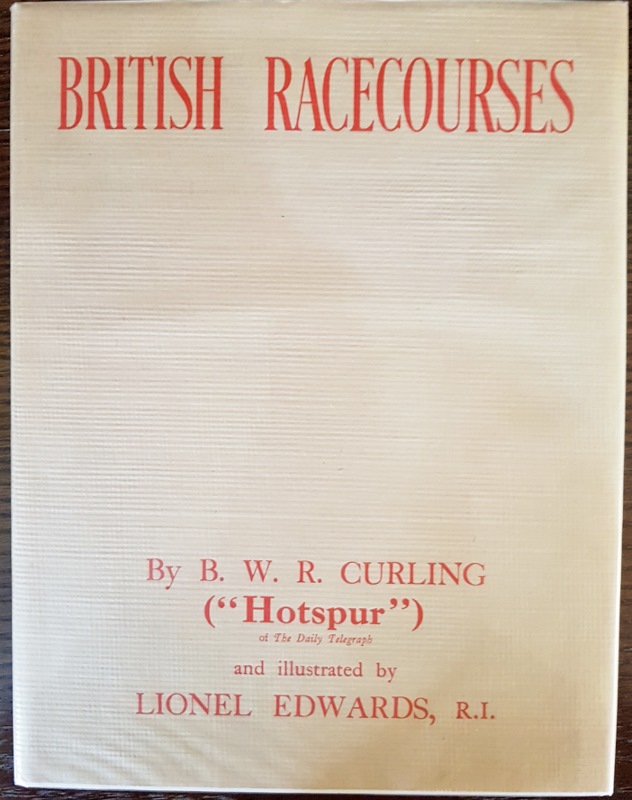 BRITISH RACECOURSES
By B. W. R. CURLING
("Hotspur")
of The Daily Telegraph
and illustrated by
LIONEL EDWARDS, R.I.